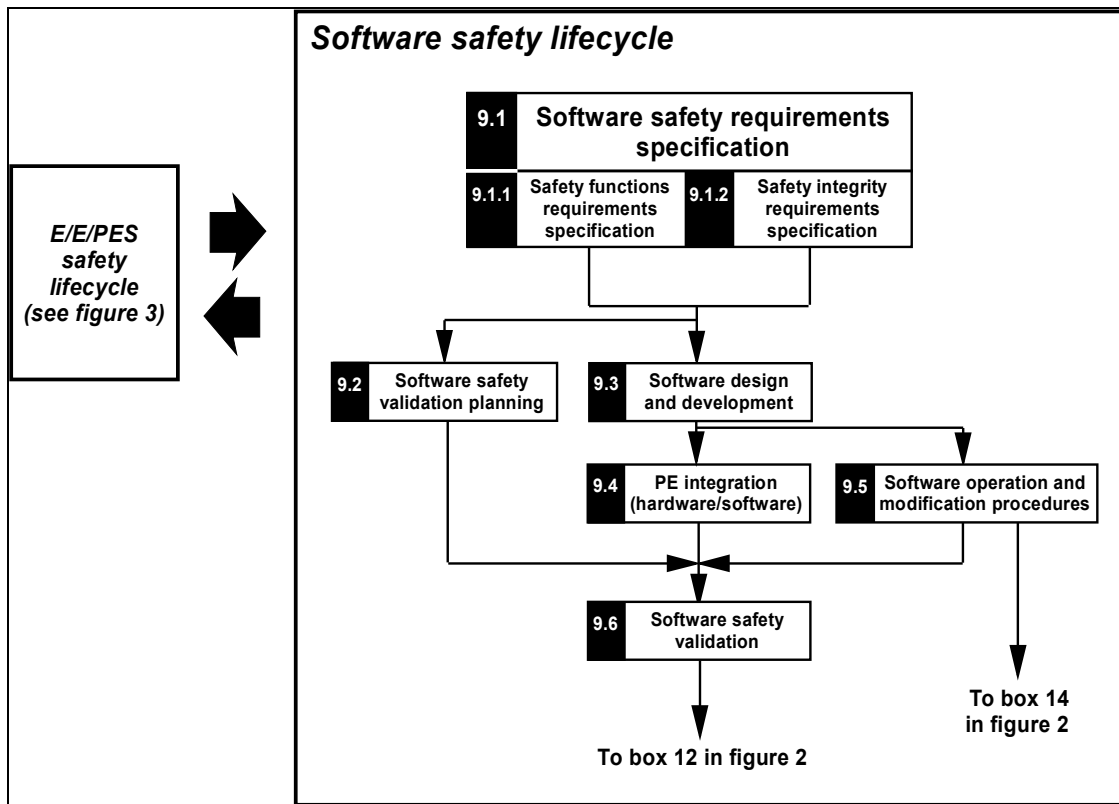 Software safety lifecycle
9.1
Software safety requirements
specification
9.1.1
Safety functions
requirements
specification
9.1.2
Safety integrity
requirements
specification
E/E/PES
safety
lifecycle
(see figure 3)
9.2
Software safety
validation planning
9.3
Software design
and development
9.4
PE integration
(hardware/software)
9.5
Software operation and
modification procedures
9.6
Software safety
validation
To box 14
in figure 2
To box 12 in figure 2